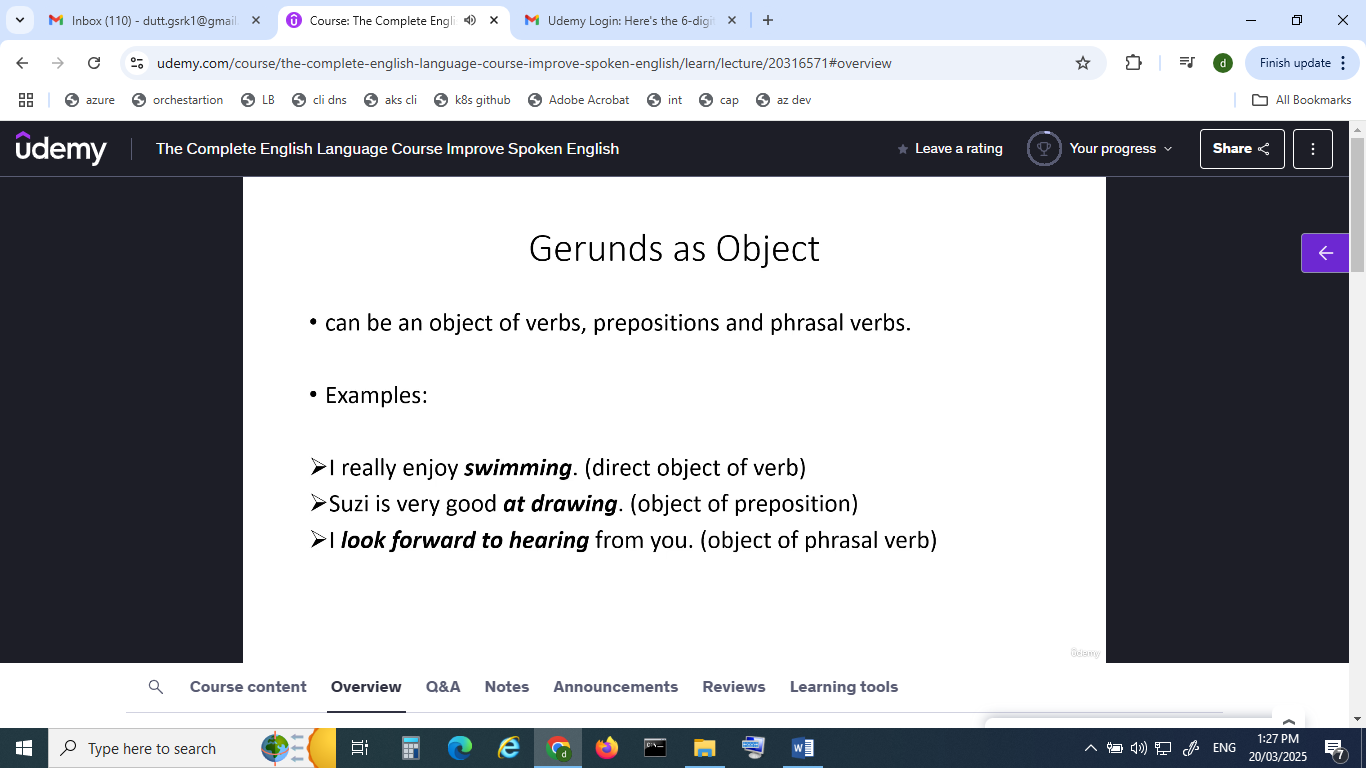 Inbox (110) - dutt.gsrk1@gmail
Course: The Complete Engli
Udemy Login: Here's the 6-digi
udemy.com/course/the-complete-english-language-course-improve-spoken-english/learn/lecture/20316571#overview
d
Finish update
azure
orchestartion
LB
cli dns
aks cli
k8s github
Adobe Acrobat
int
cap
az dev
All Bookmarks
udemy
The Complete English Language Course Improve Spoken English
Leave a rating
Your progress
Share
Gerunds as Object
• can be an object of verbs, prepositions and phrasal verbs.
• Examples:
➢I really enjoy swimming. (direct object of verb)
➢Suzi is very good at drawing. (object of preposition)
➢I look forward to hearing from you. (object of phrasal verb)
udemy
Course content
Overview
Q&A
Notes
Announcements
Reviews
Learning tools
Type here to search
ENG
1:27 PM
20/03/2025
7